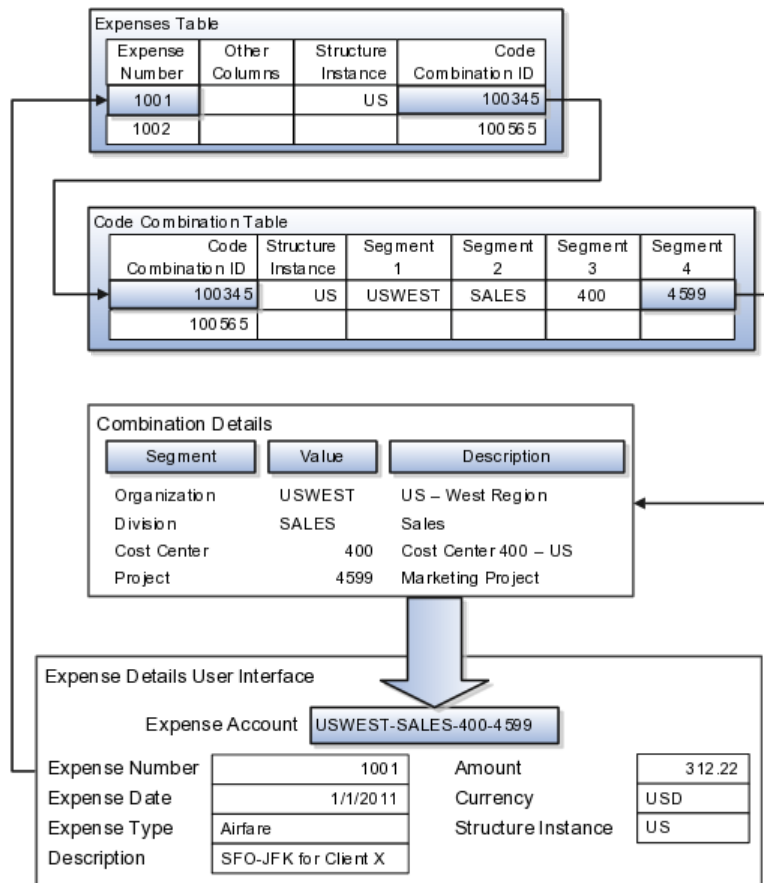 Expenses Table
Expense Number Other Columns Structure Instance Code Combination ID
1001 US 100345
1002 100565
Code Combination Table
Code Combination ID Structure Instance Segment 1 Segment 2 Segment 3 Segment 4
100345 US USWEST SALES 400 4599
100565
Combination Details
Segment Value Description
Organization USWEST US – West Region
Division SALES Sales
Cost Center 400 Cost Center 400 – US
Project 4599 Marketing Project
Expense Details User Interface
Expense Account USWEST-SALES-400-4599
Expense Number 1001 Amount 312.22
Expense Date 1/1/2011 Currency USD
Expense Type Airfare Structure Instance US
Description SFO-JFK for Client X